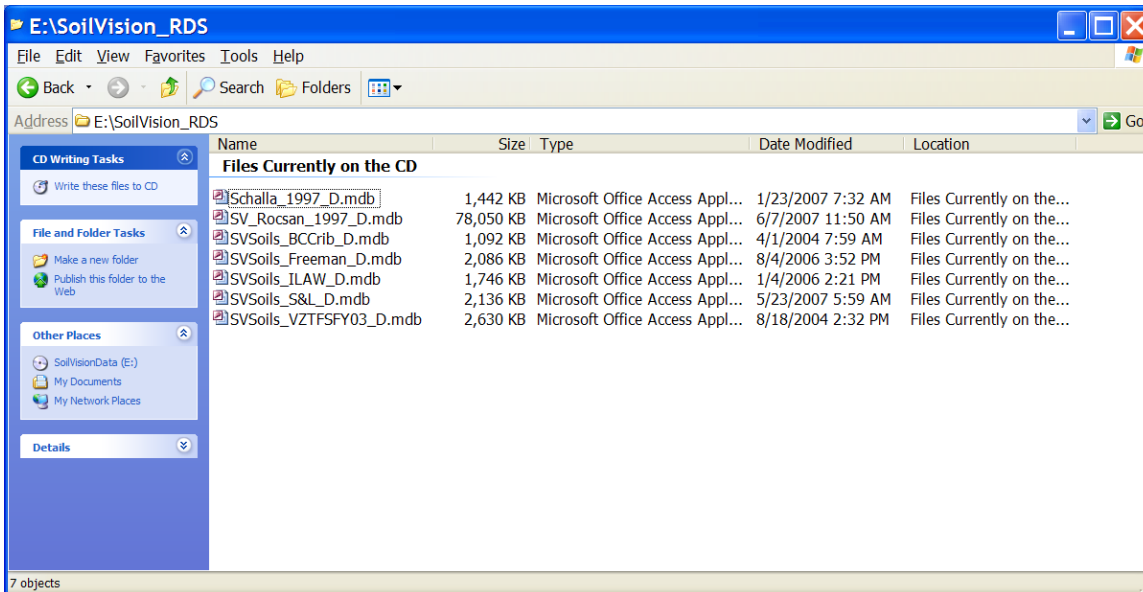 E:\SoilVision_RDS
File Edit View Favorites Tools Help
Back Search Folders
Address E:\SoilVision_RDS Go
CD Writing Tasks
Write these files to CD
File and Folder Tasks
Make a new folder
Publish this folder to the
Web
Other Places
SoilVisionData (E:)
My Documents
My Network Places
Details
Name Size Type Date Modified Location
Files Currently on the CD
Schalla_1997_D.mdb 1,442 KB Microsoft Office Access Appl... 1/23/2007 7:32 AM Files Currently on the...
SV_Rocsan_1997_D.mdb 78,050 KB Microsoft Office Access Appl... 6/7/2007 11:50 AM Files Currently on the...
SVSoils_BCCrib_D.mdb 1,092 KB Microsoft Office Access Appl... 4/1/2004 7:59 AM Files Currently on the...
SVSoils_Freeman_D.mdb 2,086 KB Microsoft Office Access Appl... 8/4/2006 3:52 PM Files Currently on the...
SVSoils_ILAW_D.mdb 1,746 KB Microsoft Office Access Appl... 1/4/2006 2:21 PM Files Currently on the...
SVSoils_S&L_D.mdb 2,136 KB Microsoft Office Access Appl... 5/23/2007 5:59 AM Files Currently on the...
SVSoils_VZTFSFY03_D.mdb 2,630 KB Microsoft Office Access Appl... 8/18/2004 2:32 PM Files Currently on the...
7 objects